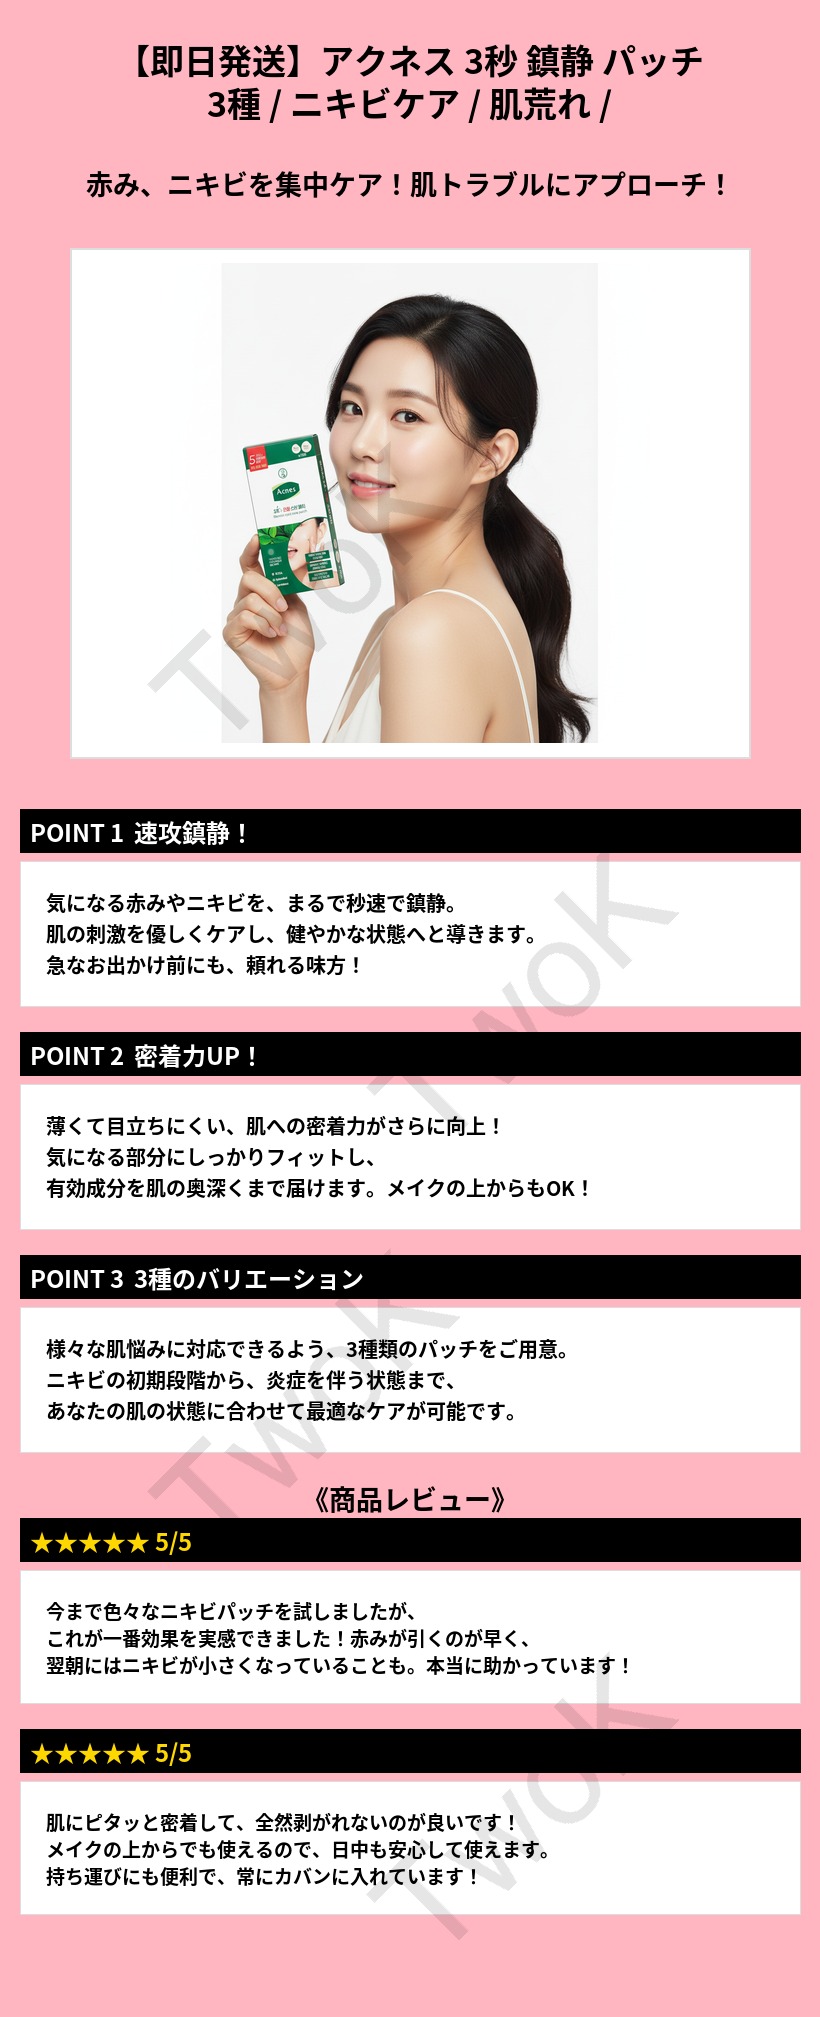 【即日発送】アクネス 3秒 鎮静 パッチ
3種 / ニキビケア / 肌荒れ /
赤み、ニキビを集中ケア！肌トラブルにアプローチ！
5
Acnes
TwoK
POINT 1 速攻鎮静！
気になる赤みやニキビを、まるで秒速で鎮静。
肌の刺激を優しくケアし、健やかな状態へと導きます。
急なお出かけ前にも、頼れる味方！
TwoK
POINT 2 密着力UP！
薄くて目立ちにくい、肌への密着力がさらに向上！
気になる部分にしっかりフィットし、
有効成分を肌の奥深くまで届けます。メイクの上からもOK！
POINT 3 3種のバリエーション
様々な肌悩みに対応できるよう、3種類のパッチをご用意。
ニキビの初期段階から、炎症を伴う状態まで、
あなたの肌の状態に合わせて最適なケアが可能です。
TwoK
《商品レビュー》
★★★★★ 5/5
今まで色々なニキビパッチを試しましたが、
これが一番効果を実感できました！赤みが引くのが早く、
翌朝にはニキビが小さくなっていることも。本当に助かっています！
★★★★★ 5/5
肌にピタッと密着して、全然剥がれないのが良いです！
メイクの上からでも使えるので、日中も安心して使えます。
持ち運びにも便利で、常にカバンに入れています！
TwoK